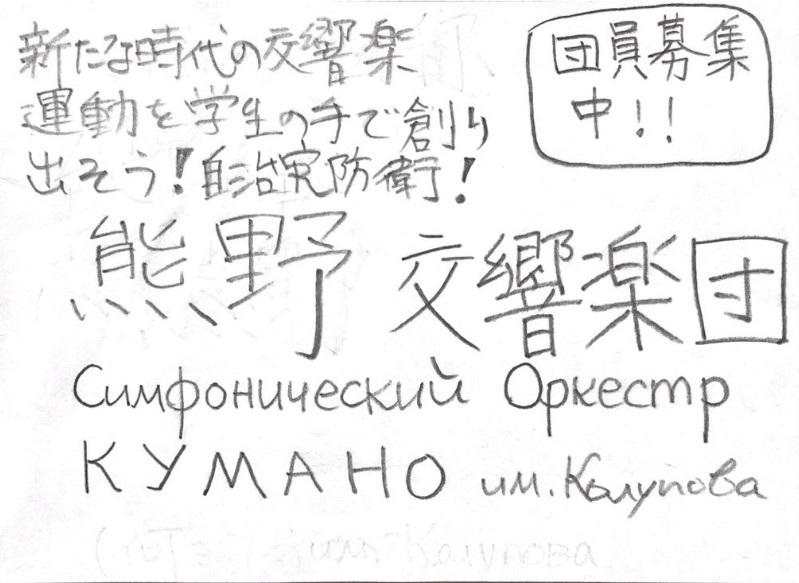 新たな時代の交響楽
運動を学生の手で創り
出そう!自治寮防衛!
団員募集
中!!
熊野 交響楽団
Симфонический Оркестр
КУМАНО им. Калупова